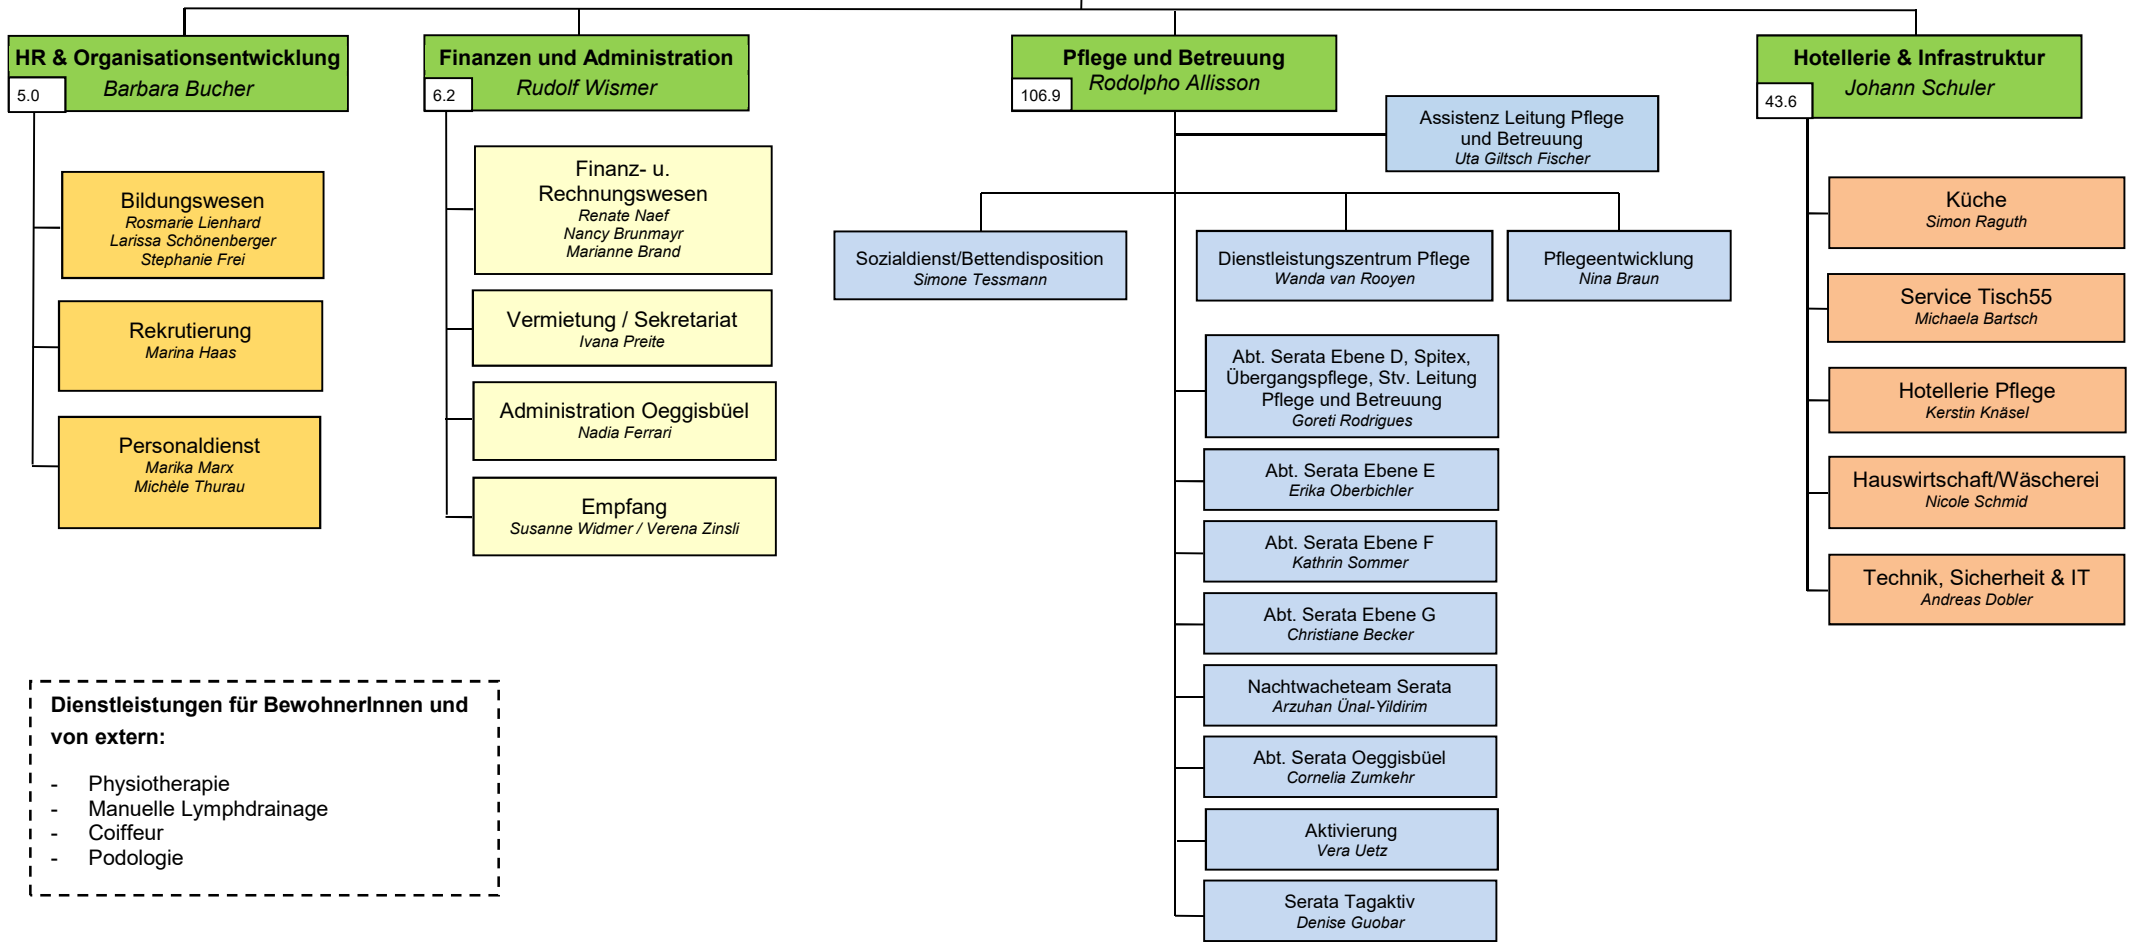 HR & Organisationsentwicklung
Barbara Bucher
5.0
Bildungswesen
Rosmarie Lienhard
Larissa Schönenberger
Stephanie Frei
Rekrutierung
Marina Haas
Personaldienst
Marika Marx
Michèle Thurau
Finanzen und Administration
Rudolf Wismer
6.2
Finanz- u.
Rechnungswesen
Renate Naef
Nancy Brunmayr
Marianne Brand
Vermietung / Sekretariat
Ivana Preite
Administration Oeggisbüel
Nadia Ferrari
Empfang
Susanne Widmer / Verena Zinsli
Pflege und Betreuung
Rodolpho Allisson
106.9
Assistenz Leitung Pflege
und Betreuung
Uta Giltsch Fischer
Sozialdienst/Bettendisposition
Simone Tessmann
Dienstleistungszentrum Pflege
Wanda van Rooyen
Pflegeentwicklung
Nina Braun
Abt. Serata Ebene D, Spitex,
Übergangspflege, Stv. Leitung
Pflege und Betreuung
Goreti Rodrigues
Abt. Serata Ebene E
Erika Oberbichler
Abt. Serata Ebene F
Kathrin Sommer
Abt. Serata Ebene G
Christiane Becker
Nachtwacheteam Serata
Arzuhan Ünal-Yildirim
Abt. Serata Oeggisbüel
Cornelia Zumkehr
Aktivierung
Vera Uetz
Serata Tagaktiv
Denise Guobar
Hotellerie & Infrastruktur
Johann Schuler
43.6
Küche
Simon Raguth
Service Tisch55
Michaela Bartsch
Hotellerie Pflege
Kerstin Knäsel
Hauswirtschaft/Wäscherei
Nicole Schmid
Technik, Sicherheit & IT
Andreas Dobler
Dienstleistungen für BewohnerInnen und
von extern:
- Physiotherapie
- Manuelle Lymphdrainage
- Coiffeur
- Podologie